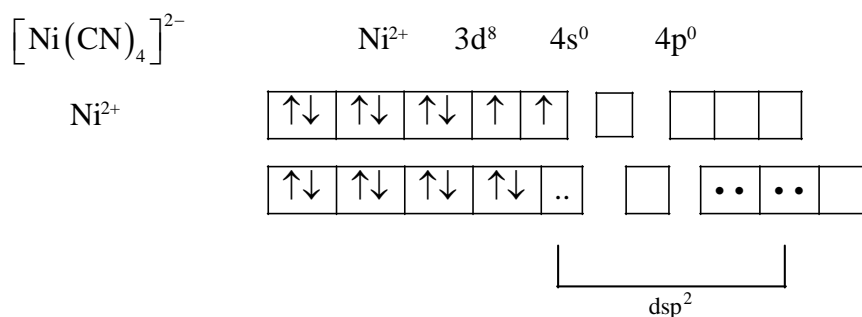 [Ni(CN)₄]²⁻ Ni²⁺ 3d⁸ 4s⁰ 4p⁰
Ni²⁺ ↑↓ ↑↓ ↑↓ ↑ ↑
↑↓ ↑↓ ↑↓ ↑↓ .. •• ••
dsp²